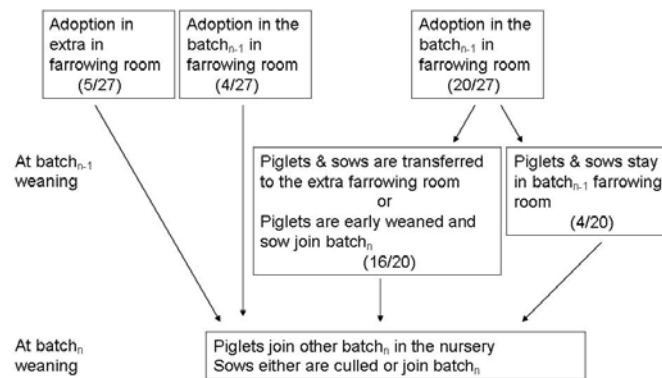 Adoption in
extra in
farrowing room
(5/27)
Adoption in the
batchn-1 in
farrowing room
(4/27)
Adoption in the
batchn-1 in
farrowing room
(20/27)
At batchn-1
weaning
Piglets & sows are transferred
to the extra farrowing room
or
Piglets are early weaned and
sow join batchn
(16/20)
Piglets & sows stay
in batchn-1 farrowing
room
(4/20)
At batchn
weaning
Piglets join other batchn in the nursery
Sows either are culled or join batchn